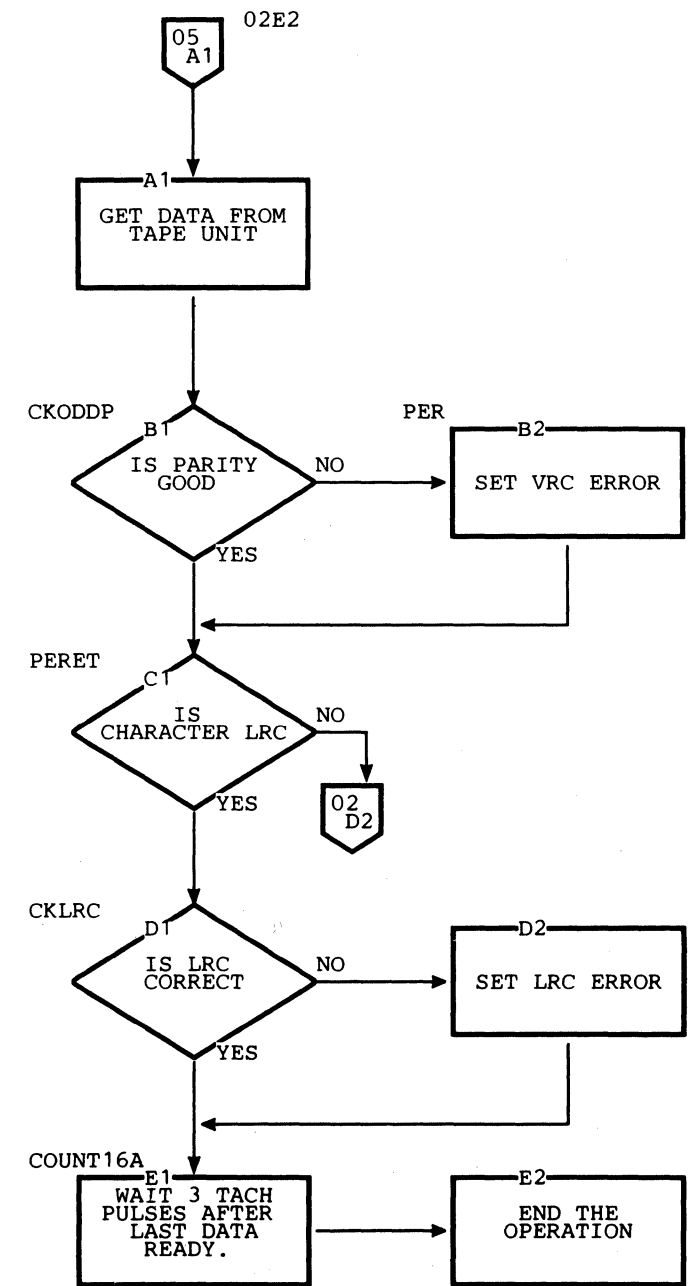 02E2
05
A1
A1
GET DATA FROM
TAPE UNIT
CKODDP
B1
IS PARITY
GOOD
NO
YES
PER
B2
SET VRC ERROR
PERET
C1
IS
CHARACTER LRC
NO
YES
02
D2
CKLRC
D1
IS LRC
CORRECT
NO
YES
D2
SET LRC ERROR
COUNT16A
E1
WAIT 3 TACH
PULSES AFTER
LAST DATA
READY.
E2
END THE
OPERATION